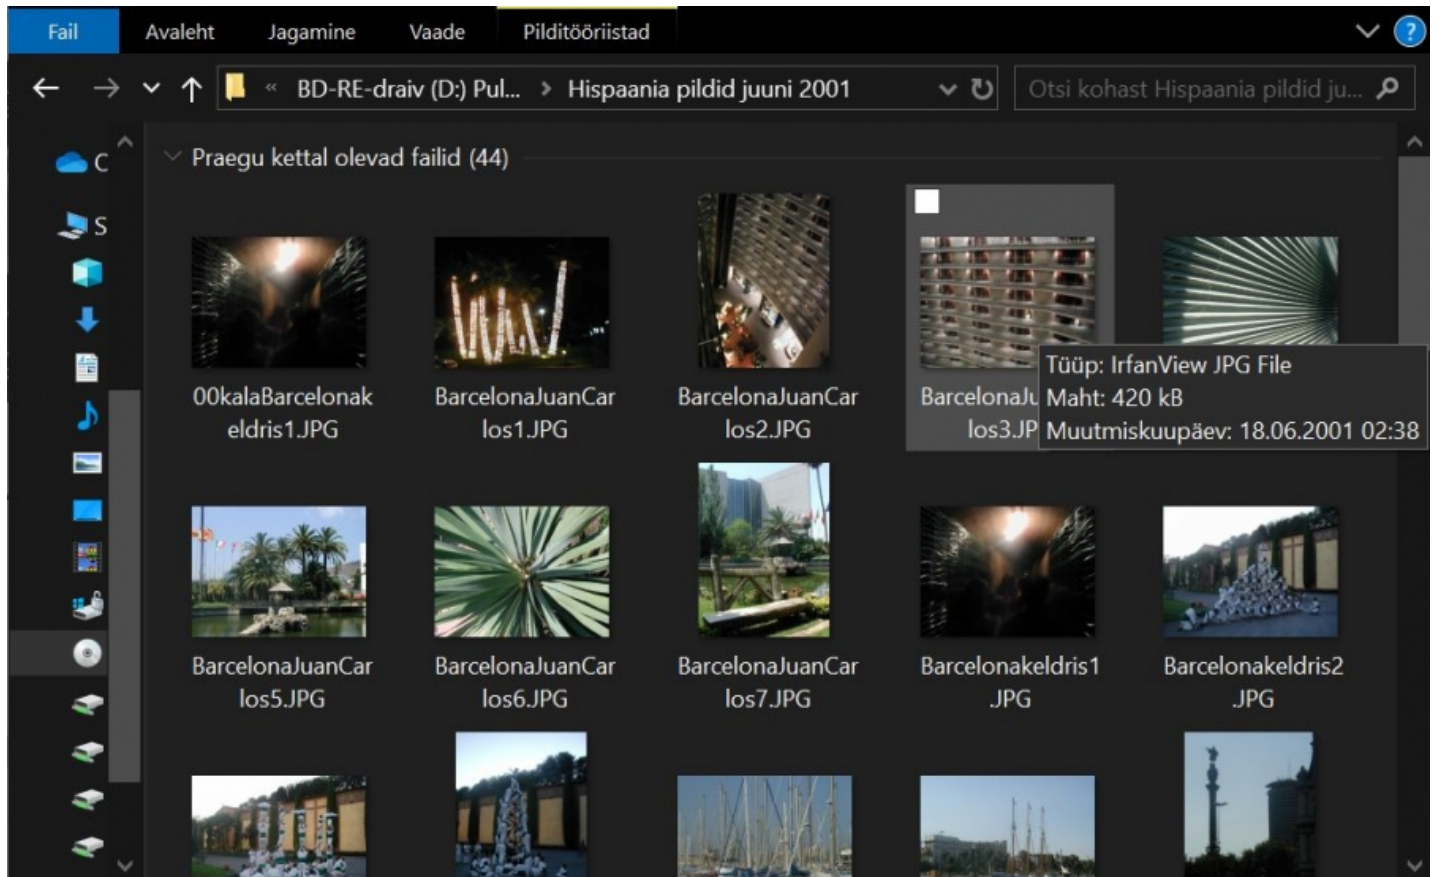 Fail Avaleht Jagamine Vaade Pilditööriistad
« BD-RE-draiv (D:) Pul... > Hispaania pildid juuni 2001
Otsi kohast Hispaania pildid ju...
C
Praegu kettal olevad failid (44)
S
00kalaBarcelonak
eldris1.JPG
BarcelonaJuanCar
los1.JPG
BarcelonaJuanCar
los2.JPG
BarcelonaJu
los3.JP
Tüüp: IrfanView JPG File
Maht: 420 kB
Muutmiskuupäev: 18.06.2001 02:38
BarcelonaJuanCar
los5.JPG
BarcelonaJuanCar
los6.JPG
BarcelonaJuanCar
los7.JPG
Barcelonakeldris1
.JPG
Barcelonakeldris2
.JPG